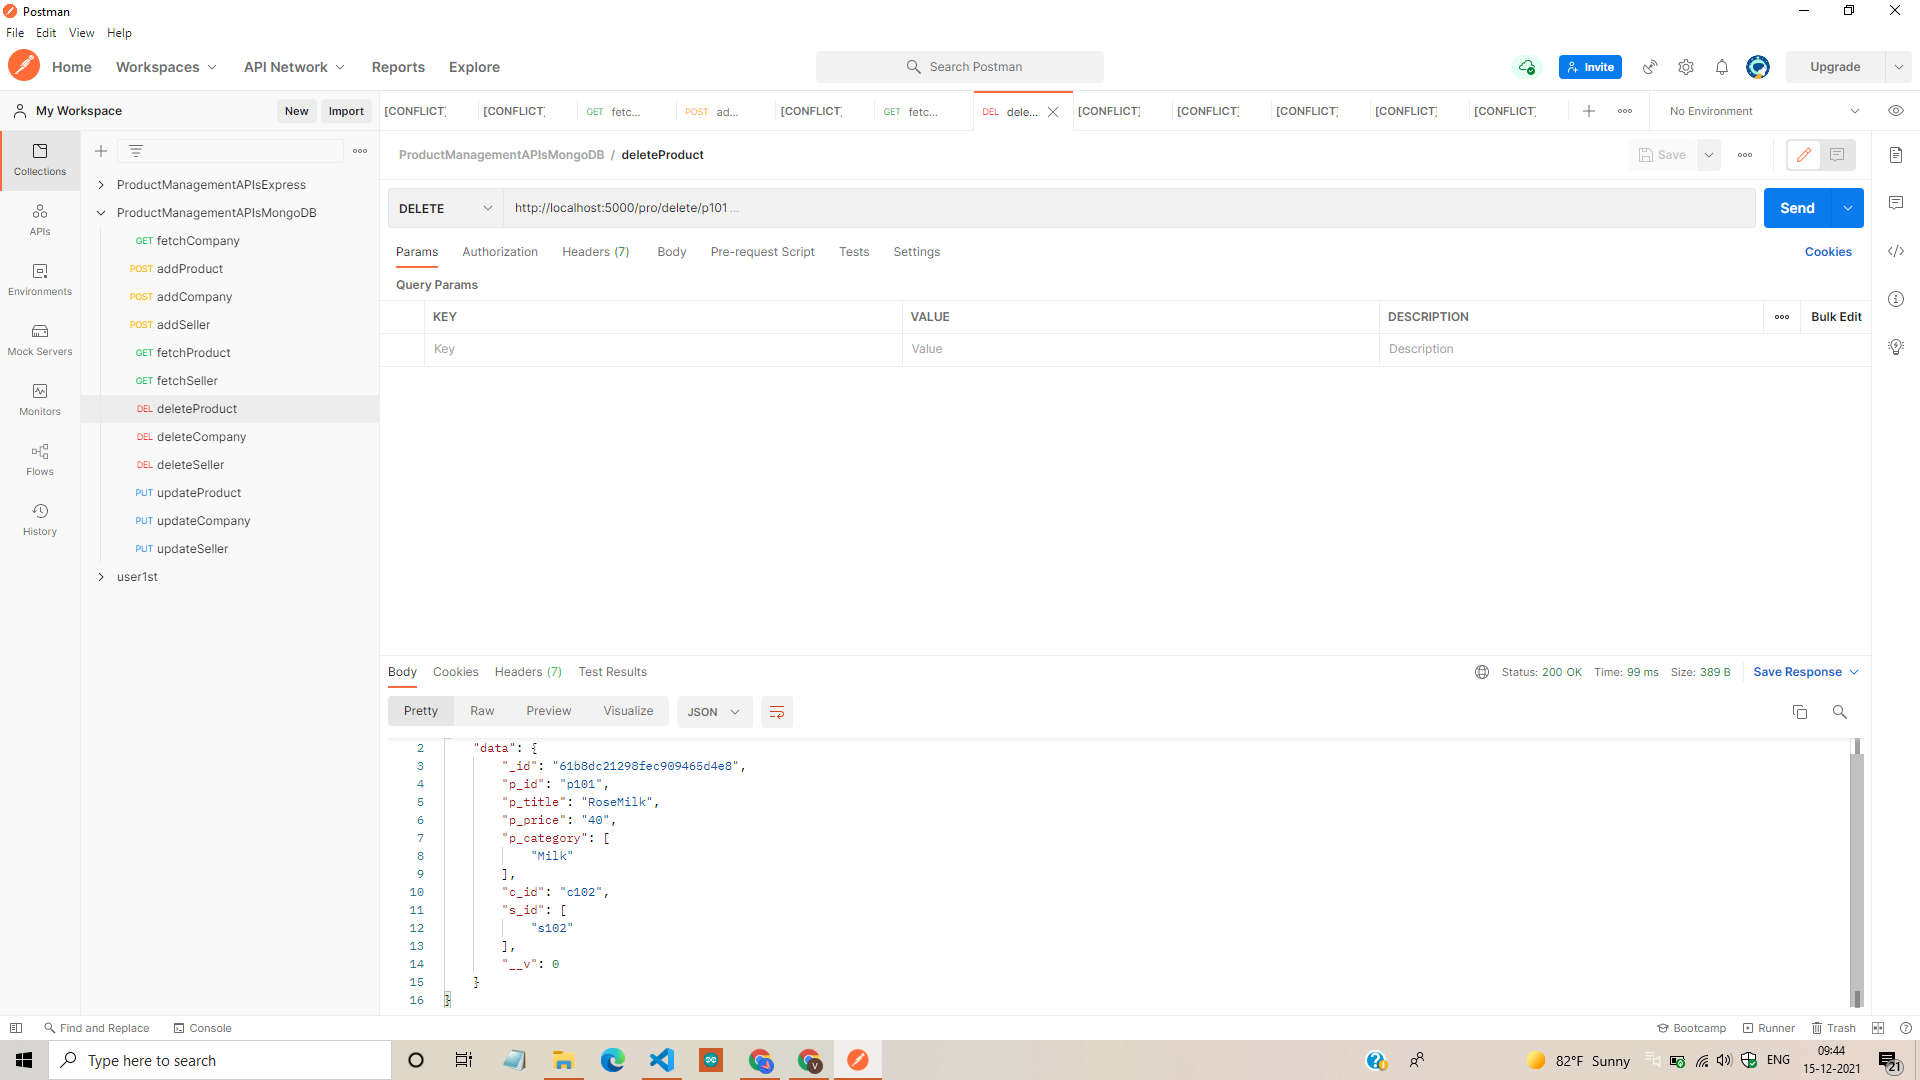 Postman
File Edit View Help
Home Workspaces API Network Reports Explore Search Postman Invite Upgrade
My Workspace New Import [CONFLICT] [CONFLICT] GET fetc... POST ad... [CONFLICT] GET fetc... DEL dele... [CONFLICT] [CONFLICT] [CONFLICT] [CONFLICT] [CONFLICT] No Environment
ProductManagementAPIsMongoDB / deleteProduct Save
DELETE http://localhost:5000/pro/delete/p101... Send
Params Authorization Headers (7) Body Pre-request Script Tests Settings Cookies
Query Params
KEY VALUE DESCRIPTION Bulk Edit
Key Value Description
Collections
APIs
Environments
Mock Servers
Monitors
Flows
History
ProductManagementAPIsExpress
ProductManagementAPIsMongoDB
GET fetchCompany
POST addProduct
POST addCompany
POST addSeller
GET fetchProduct
GET fetchSeller
DEL deleteProduct
DEL deleteCompany
DEL deleteSeller
PUT updateProduct
PUT updateCompany
PUT updateSeller
user1st
Body Cookies Headers (7) Test Results Status: 200 OK Time: 99 ms Size: 389 B Save Response
Pretty Raw Preview Visualize JSON
2 "data": {
3 "_id": "61b8dc21298fec909465d4e8",
4 "p_id": "p101",
5 "p_title": "RoseMilk",
6 "p_price": "40",
7 "p_category": [
8 "Milk"
9 ],
10 "c_id": "c102",
11 "s_id": [
12 "s102"
13 ],
14 "__v": 0
15 }
16 }
Find and Replace Console Bootcamp Runner Trash
Type here to search 82°F Sunny ENG 09:44
15-12-2021 21